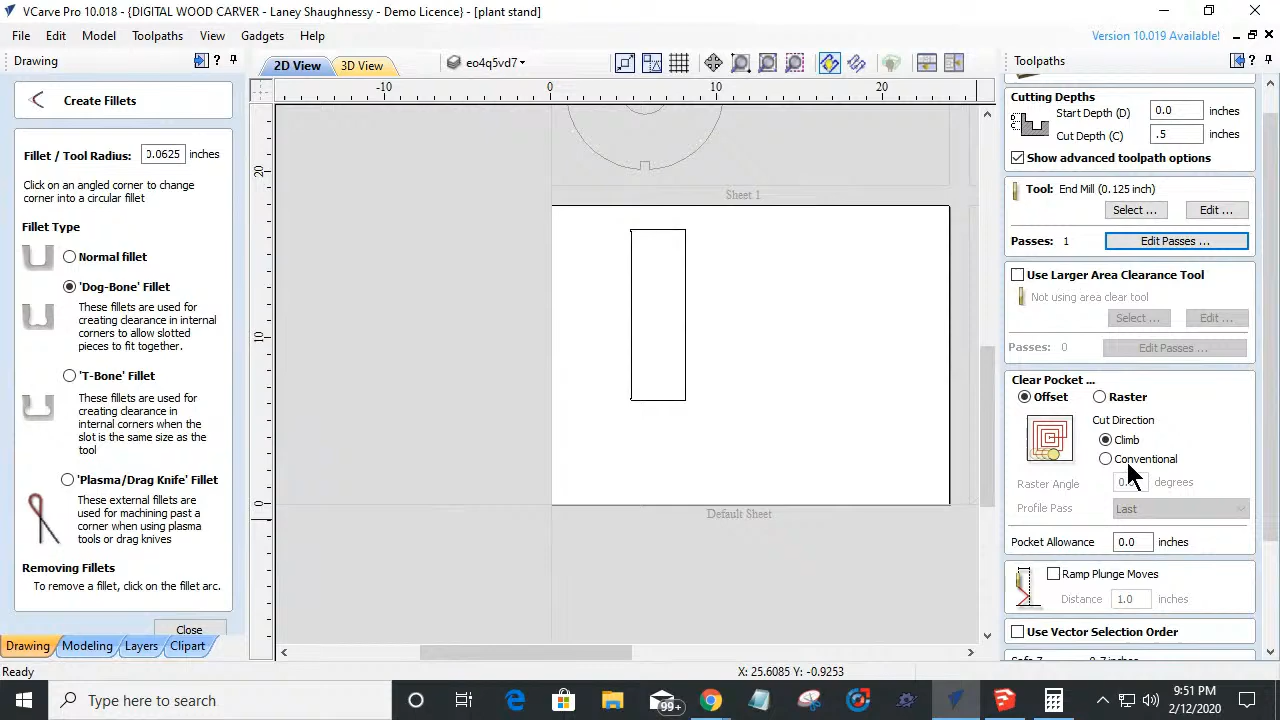 VCarve Pro 10.018 - {DIGITAL WOOD CARVER - Laney Shaughnessy - Demo Licence} - [plant stand]
File Edit Model Toolpaths View Gadgets Help
Version 10.019 Available!
Drawing
?
Create Fillets
Fillet / Tool Radius: 0.0625 inches
Click on an angled corner to change
corner into a circular fillet
Fillet Type
Normal fillet
'Dog-Bone' Fillet
These fillets are used for
creating clearance in internal
corners to allow slotted
pieces to fit together.
'T-Bone' Fillet
These fillets are used for
creating clearance in
internal corners when the
slot is the same size as the
tool
'Plasma/Drag Knife' Fillet
These external fillets are
used for machining past a
corner when using plasma
tools or drag knives
Removing Fillets
To remove a fillet, click on the fillet arc.
Close
Drawing Modeling Layers Clipart
Ready
2D View 3D View
eo4q5vd7
-10 0 10 20
20
10
0
Sheet 1
Default Sheet
X: 25.6085 Y: -0.9253
Toolpaths
?
Cutting Depths
Start Depth (D) 0.0 inches
Cut Depth (C) .5 inches
Show advanced toolpath options
Tool: End Mill (0.125 inch)
Select ... Edit ...
Passes: 1 Edit Passes ...
Use Larger Area Clearance Tool
Not using area clear tool
Select ... Edit ...
Passes: 0 Edit Passes ...
Clear Pocket ...
Offset Raster
Cut Direction
Climb
Conventional
Raster Angle degrees
Profile Pass Last
Pocket Allowance 0.0 inches
Ramp Plunge Moves
Distance 1.0 inches
Use Vector Selection Order
Type here to search
99+
9:51 PM
2/12/2020